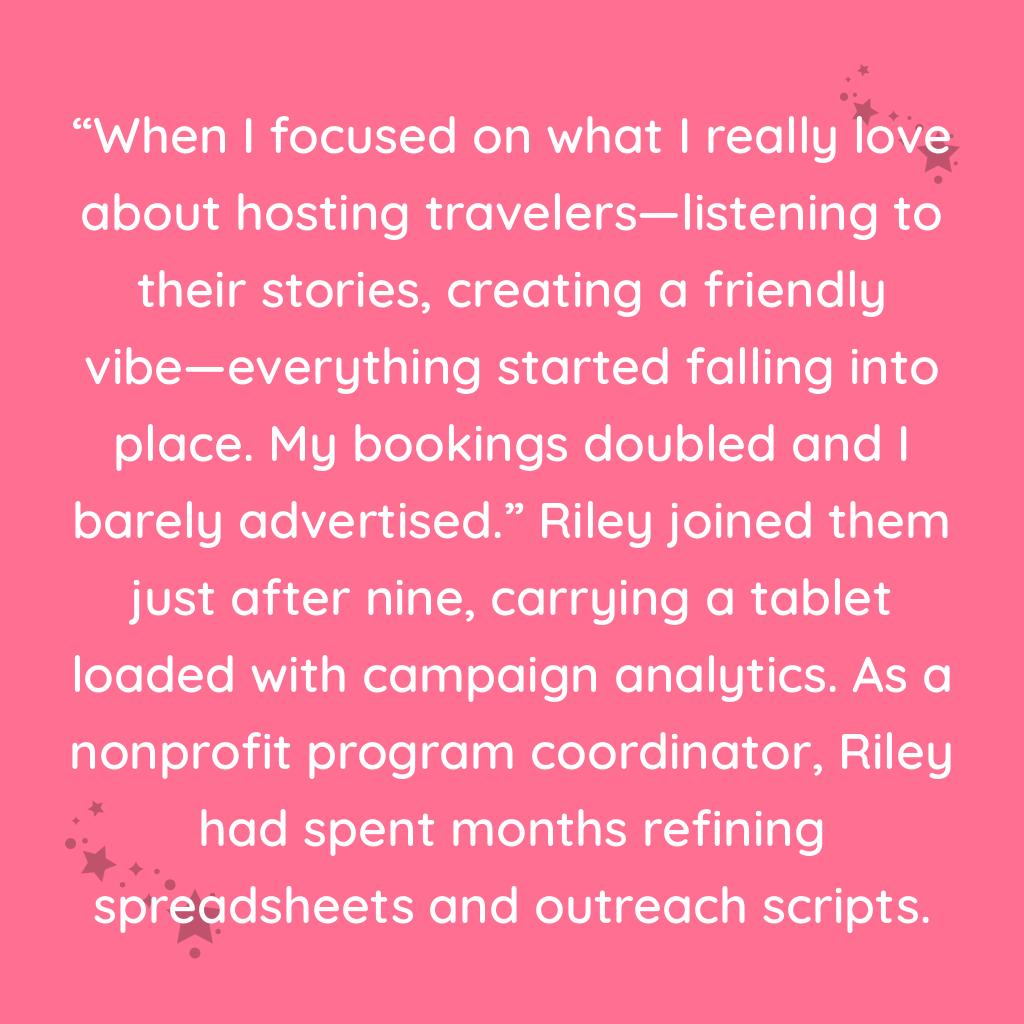 “When I focused on what I really love
about hosting travelers—listening to
their stories, creating a friendly
vibe—everything started falling into
place. My bookings doubled and I
barely advertised.” Riley joined them
just after nine, carrying a tablet
loaded with campaign analytics. As a
nonprofit program coordinator, Riley
had spent months refining
spreadsheets and outreach scripts.